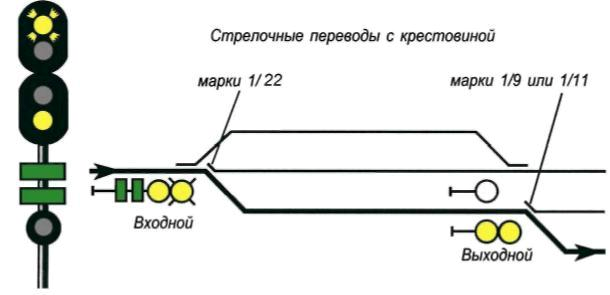 Стрелочные переводы с крестовиной
марки 1/22
марки 1/9 или 1/11
Входной
Выходной